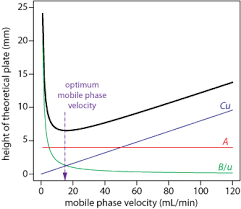 height of theoretical plate (mm)
25
20
15
10
5
0
optimum
mobile phase
velocity
Cu
A
B/u
0
20
40
60
80
100
120
mobile phase velocity (mL/min)